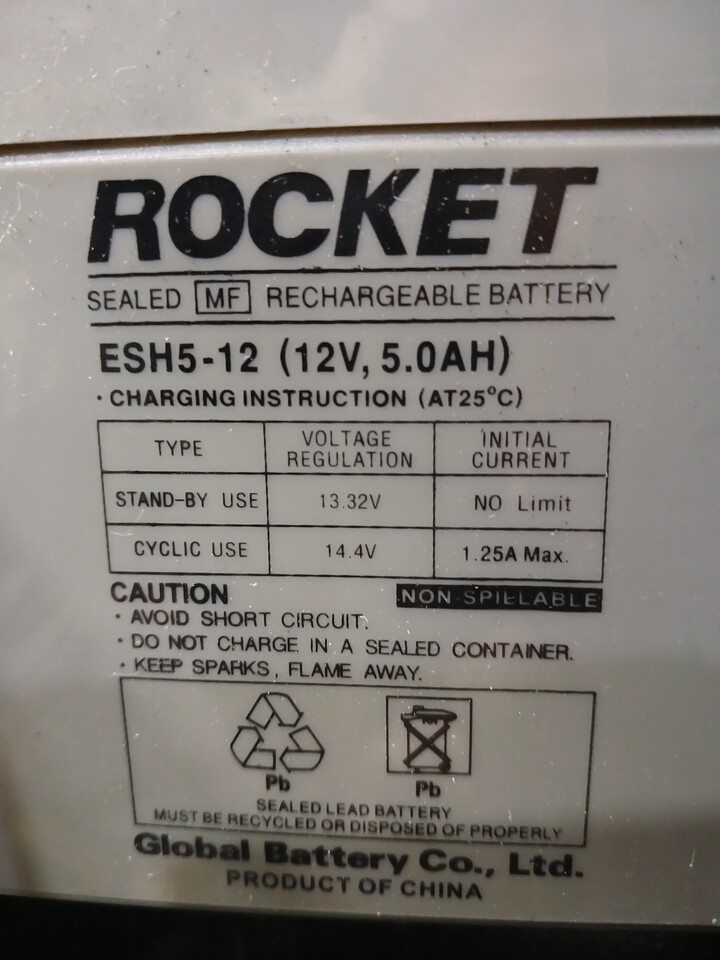 ROCKET
SEALED MF RECHARGEABLE BATTERY
ESH5-12 (12V, 5.0AH)
· CHARGING INSTRUCTION (AT25°C)
TYPE VOLTAGE REGULATION INITIAL CURRENT
STAND-BY USE 13.32V NO Limit
CYCLIC USE 14.4V 1.25A Max.
CAUTION NON-SPILLABLE
· AVOID SHORT CIRCUIT.
· DO NOT CHARGE IN A SEALED CONTAINER.
· KEEP SPARKS, FLAME AWAY.
Pb Pb
SEALED LEAD BATTERY
MUST BE RECYCLED OR DISPOSED OF PROPERLY
Global Battery Co., Ltd.
PRODUCT OF CHINA